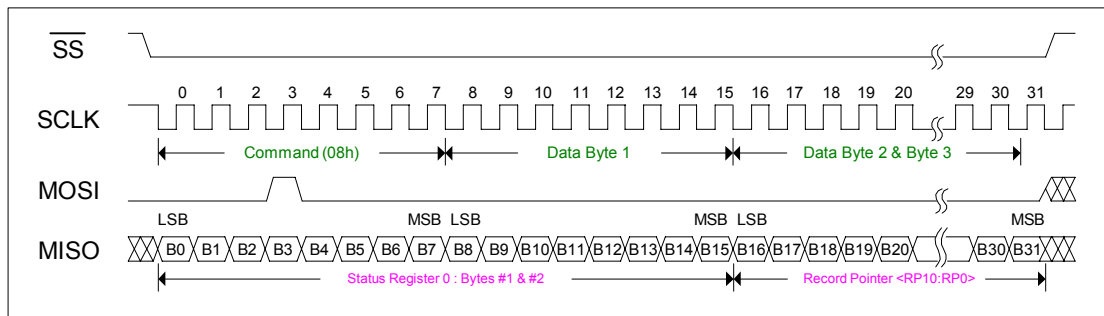 SS
0 1 2 3 4 5 6 7 8 9 10 11 12 13 14 15 16 17 18 19 20 29 30 31
SCLK
Command (08h) Data Byte 1 Data Byte 2 & Byte 3
MOSI
LSB MSB LSB MSB LSB MSB
MISO B0 B1 B2 B3 B4 B5 B6 B7 B8 B9 B10 B11 B12 B13 B14 B15 B16 B17 B18 B19 B20 B30 B31
Status Register 0 : Bytes #1 & #2 Record Pointer <RP10:RP0>